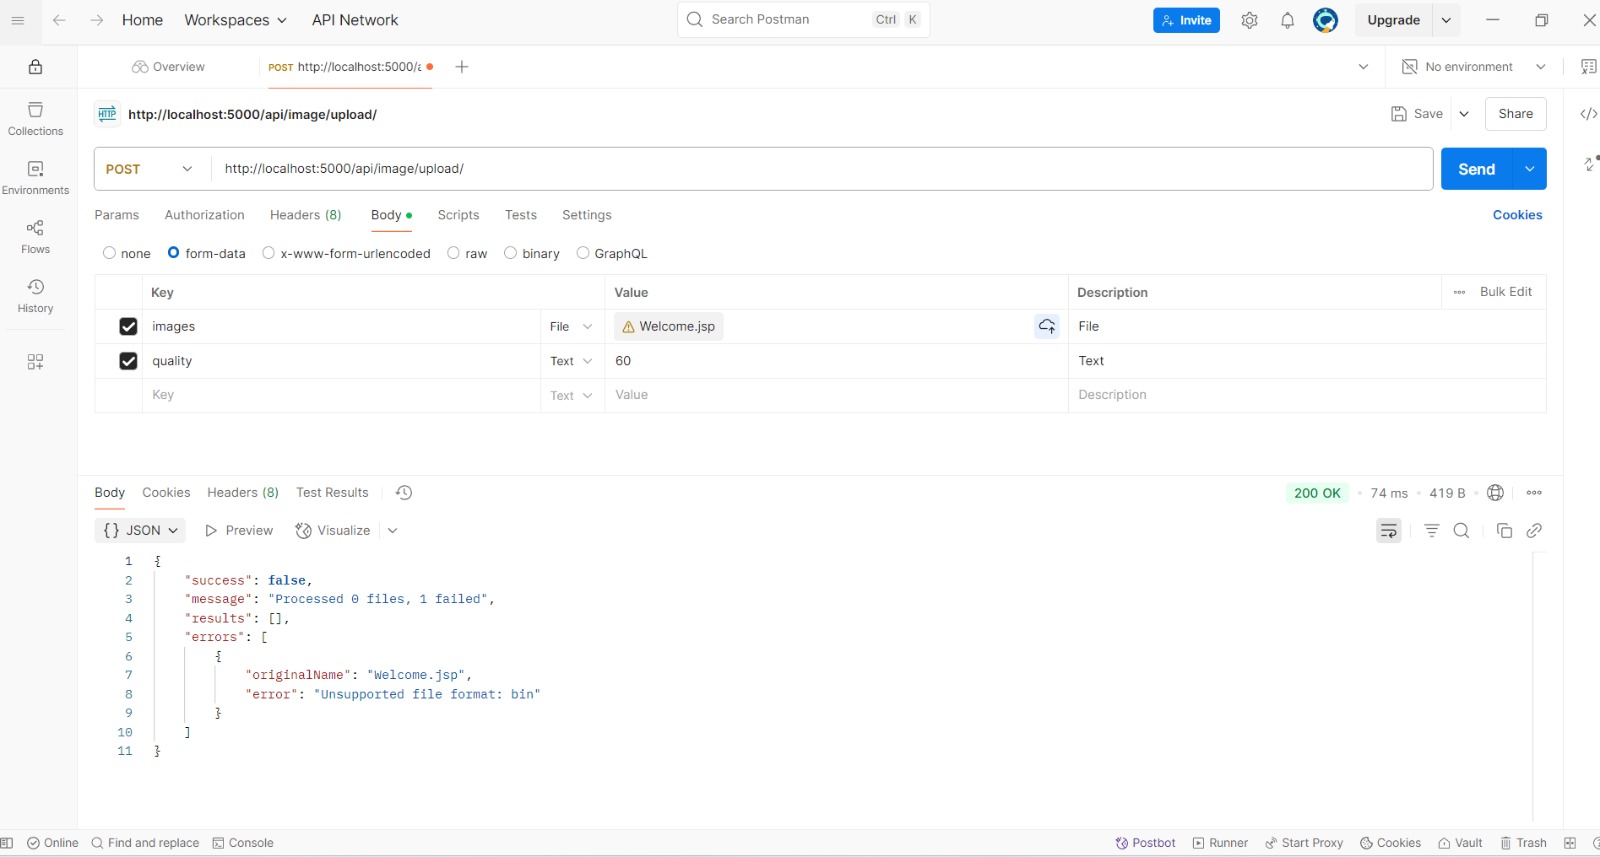 Home Workspaces API Network Search Postman Ctrl K Invite Upgrade
Overview POST http://localhost:5000/a No environment
HTTP http://localhost:5000/api/image/upload/ Save Share
POST http://localhost:5000/api/image/upload/ Send
Params Authorization Headers (8) Body Scripts Tests Settings Cookies
none form-data x-www-form-urlencoded raw binary GraphQL
Key Value Description Bulk Edit
images File Welcome.jsp File
quality Text 60 Text
Key Text Value Description
Collections
Environments
Flows
History
Body Cookies Headers (8) Test Results 200 OK 74 ms 419 B
{} JSON Preview Visualize
1 {
2 "success": false,
3 "message": "Processed 0 files, 1 failed",
4 "results": [],
5 "errors": [
6 {
7 "originalName": "Welcome.jsp",
8 "error": "Unsupported file format: bin"
9 }
10 ]
11 }
Online Find and replace Console Postbot Runner Start Proxy Cookies Vault Trash